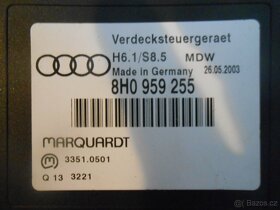 Verdecksteuergeraet
H6.1/S8.5 MDW
Made in Germany 26.05.2003
8H0 959 255
MARQUARDT
m 3351.0501
Q 13 3221
Bazoš.cz